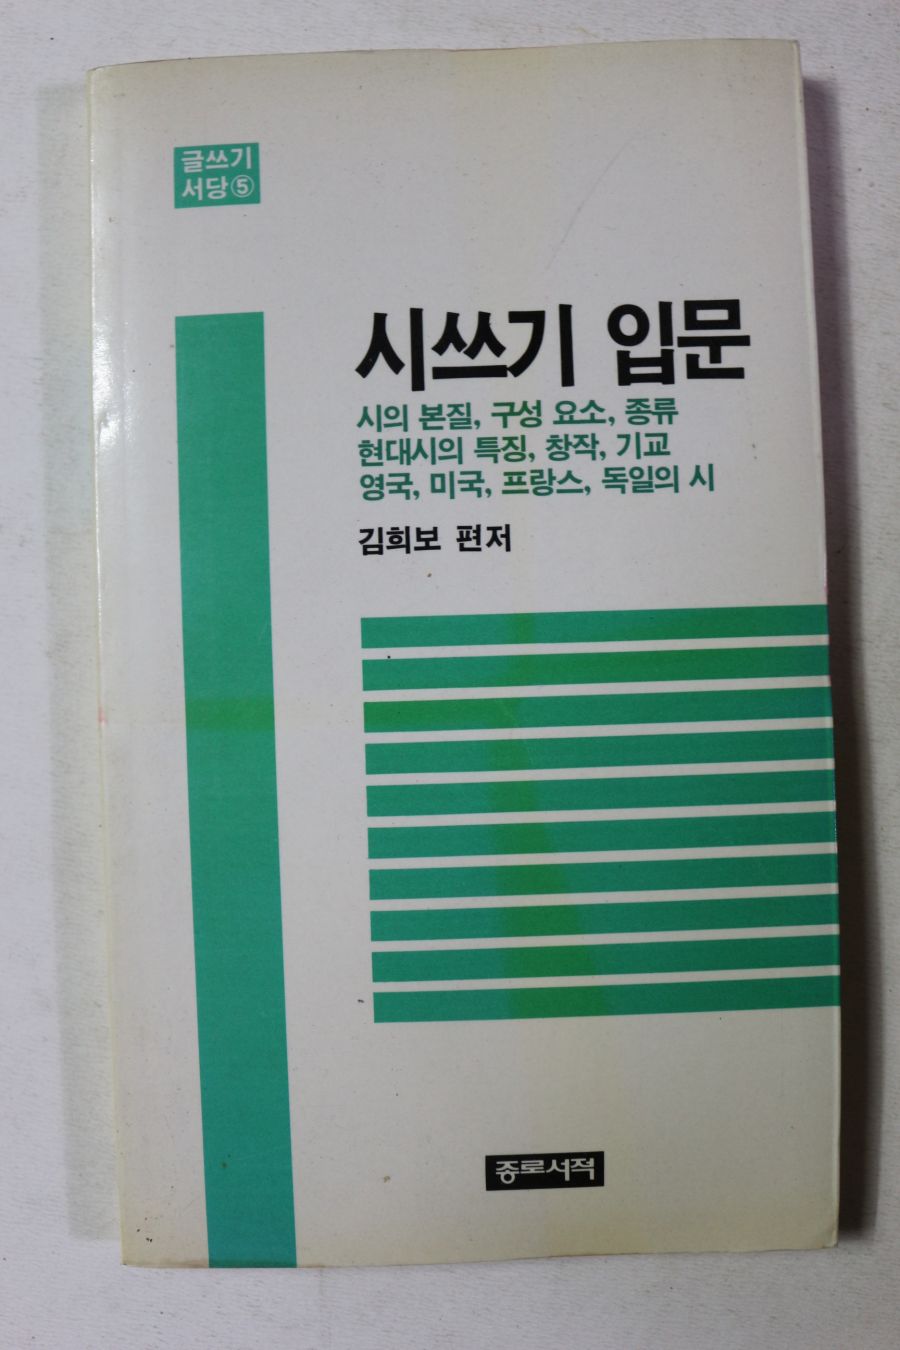 글쓰기
서당⑤
시쓰기 입문
시의 본질, 구성 요소, 종류
현대시의 특징, 창작, 기교
영국, 미국, 프랑스, 독일의 시
김희보 편저
종로서적